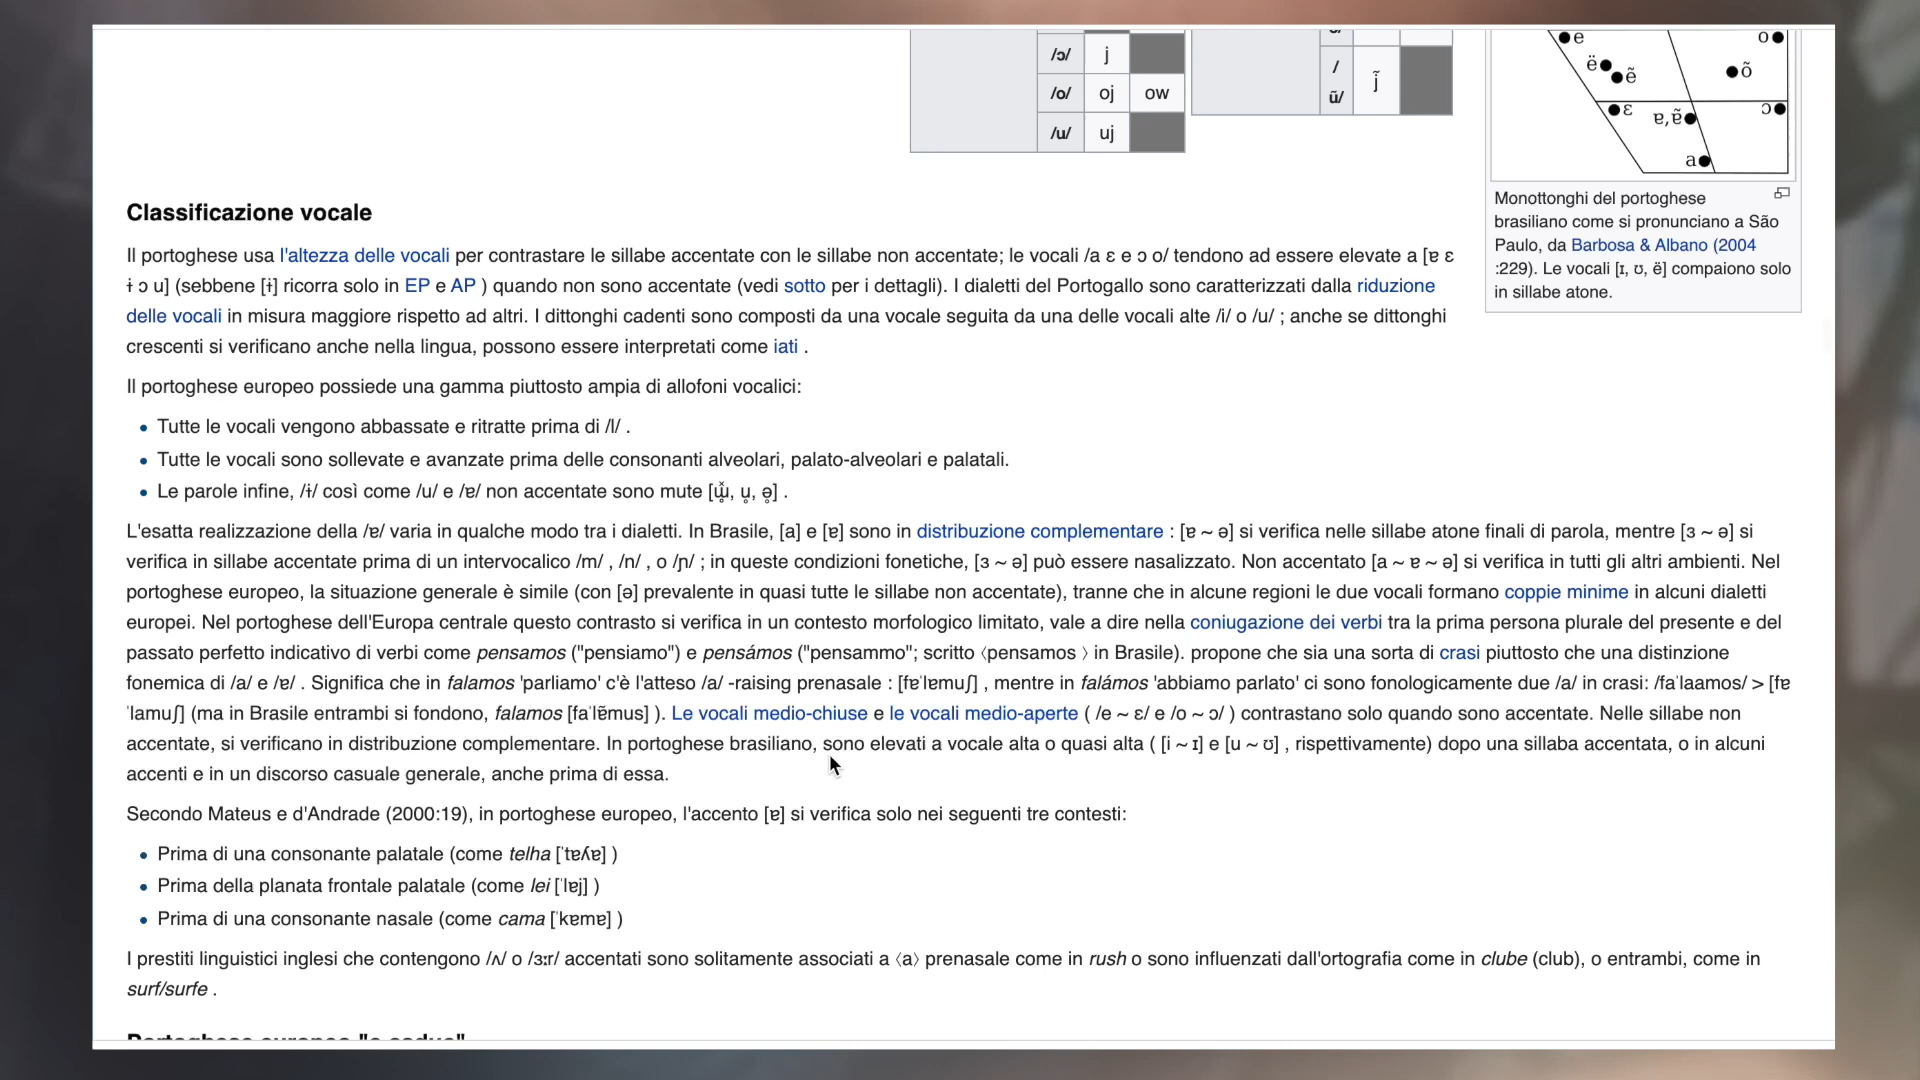 /ɔ/ j
/o/ oj ow
/u/ uj
/
ũ/
j̃
e
o
ë
ẽ
õ
ɛ
ɐ,ɐ̃
ɔ
a
Monottonghi del portoghese
brasiliano come si pronunciano a São
Paulo, da Barbosa & Albano (2004
:229). Le vocali [ɪ, ʊ, ë] compaiono solo
in sillabe atone.
Classificazione vocale
Il portoghese usa l'altezza delle vocali per contrastare le sillabe accentate con le sillabe non accentate; le vocali /a ɛ e ɔ o/ tendono ad essere elevate a [ɐ ɛ
ɨ ɔ u] (sebbene [ɨ] ricorra solo in EP e AP ) quando non sono accentate (vedi sotto per i dettagli). I dialetti del Portogallo sono caratterizzati dalla riduzione
delle vocali in misura maggiore rispetto ad altri. I dittonghi cadenti sono composti da una vocale seguita da una delle vocali alte /i/ o /u/ ; anche se dittonghi
crescenti si verificano anche nella lingua, possono essere interpretati come iati .
Il portoghese europeo possiede una gamma piuttosto ampia di allofoni vocalici:
• Tutte le vocali vengono abbassate e ritratte prima di /l/ .
• Tutte le vocali sono sollevate e avanzate prima delle consonanti alveolari, palato-alveolari e palatali.
• Le parole infine, /ɨ/ così come /u/ e /ɐ/ non accentate sono mute [ɯ̥̽, u̥, ə̥] .
L'esatta realizzazione della /ɐ/ varia in qualche modo tra i dialetti. In Brasile, [a] e [ɐ] sono in distribuzione complementare : [ɐ ~ ə] si verifica nelle sillabe atone finali di parola, mentre [ɜ ~ ə] si
verifica in sillabe accentate prima di un intervocalico /m/ , /n/ , o /ɲ/ ; in queste condizioni fonetiche, [ɜ ~ ə] può essere nasalizzato. Non accentato [a ~ ɐ ~ ə] si verifica in tutti gli altri ambienti. Nel
portoghese europeo, la situazione generale è simile (con [ə] prevalente in quasi tutte le sillabe non accentate), tranne che in alcune regioni le due vocali formano coppie minime in alcuni dialetti
europei. Nel portoghese dell'Europa centrale questo contrasto si verifica in un contesto morfologico limitato, vale a dire nella coniugazione dei verbi tra la prima persona plurale del presente e del
passato perfetto indicativo di verbi come pensamos ("pensiamo") e pensámos ("pensammo"; scritto ⟨pensamos ⟩ in Brasile). propone che sia una sorta di crasi piuttosto che una distinzione
fonemica di /a/ e /ɐ/ . Significa che in falamos 'parliamo' c'è l'atteso /a/ -raising prenasale : [fɐˈlɐmuʃ] , mentre in falámos 'abbiamo parlato' ci sono fonologicamente due /a/ in crasi: /faˈlaamos/ > [fɐ
ˈlamuʃ] (ma in Brasile entrambi si fondono, falamos [faˈlɐ̃mus] ). Le vocali medio-chiuse e le vocali medio-aperte ( /e ~ ɛ/ e /o ~ ɔ/ ) contrastano solo quando sono accentate. Nelle sillabe non
accentate, si verificano in distribuzione complementare. In portoghese brasiliano, sono elevati a vocale alta o quasi alta ( [i ~ ɪ] e [u ~ ʊ] , rispettivamente) dopo una sillaba accentata, o in alcuni
accenti e in un discorso casuale generale, anche prima di essa.
Secondo Mateus e d'Andrade (2000:19), in portoghese europeo, l'accento [ɐ] si verifica solo nei seguenti tre contesti:
• Prima di una consonante palatale (come telha [ˈtɐʎɐ] )
• Prima della planata frontale palatale (come lei [ˈlɐj] )
• Prima di una consonante nasale (come cama [ˈkɐmɐ] )
I prestiti linguistici inglesi che contengono /ʌ/ o /ɜːr/ accentati sono solitamente associati a ⟨a⟩ prenasale come in rush o sono influenzati dall'ortografia come in clube (club), o entrambi, come in
surf/surfe .
Portoghese europeo "e caduc"